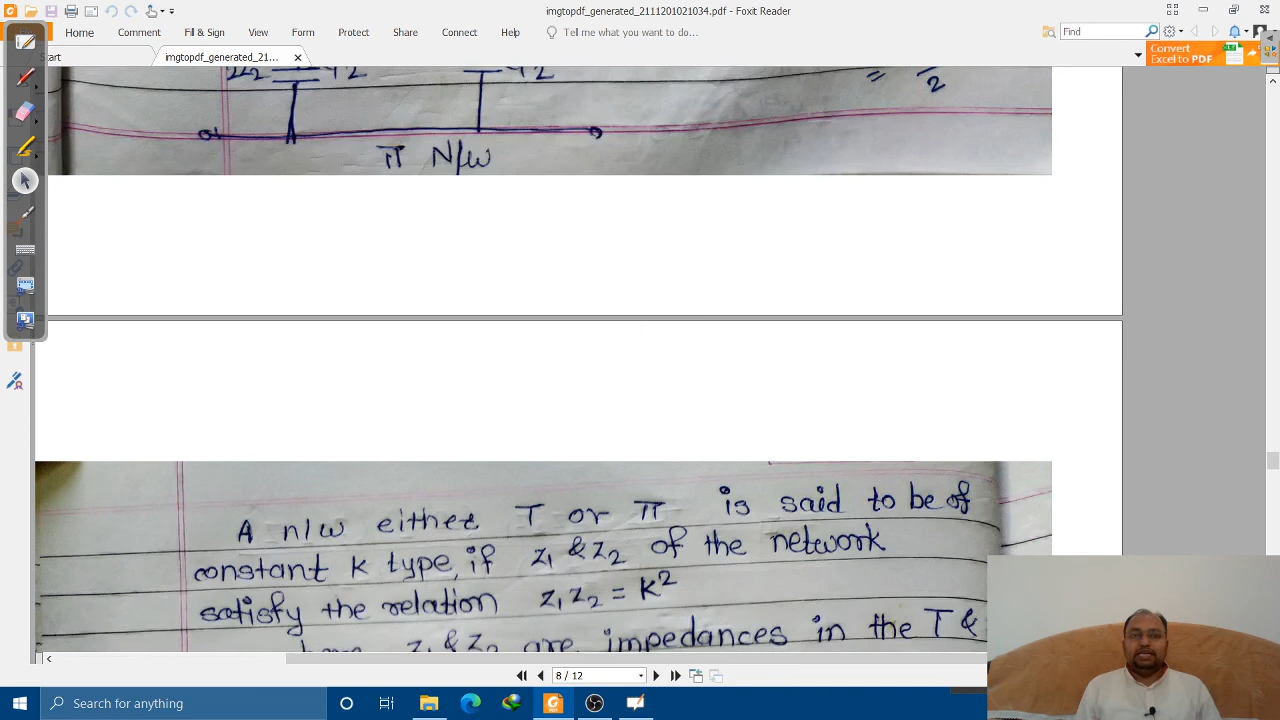 imgtopdf_generated_2111201021034.pdf - Foxit Reader
Home Comment Fill & Sign View Form Protect Share Connect Help Tell me what you want to do... Find
Start imgtopdf_generated_21... Convert
Excel to PDF
2Z2
= /2
π N/w
A n/w either T or π is said to be of
constant k type, if z1 & z2 of the network
satisfy the relation z1 z2 = k²
z1 & z2 are impedances in the T &
8 / 12
Search for anything